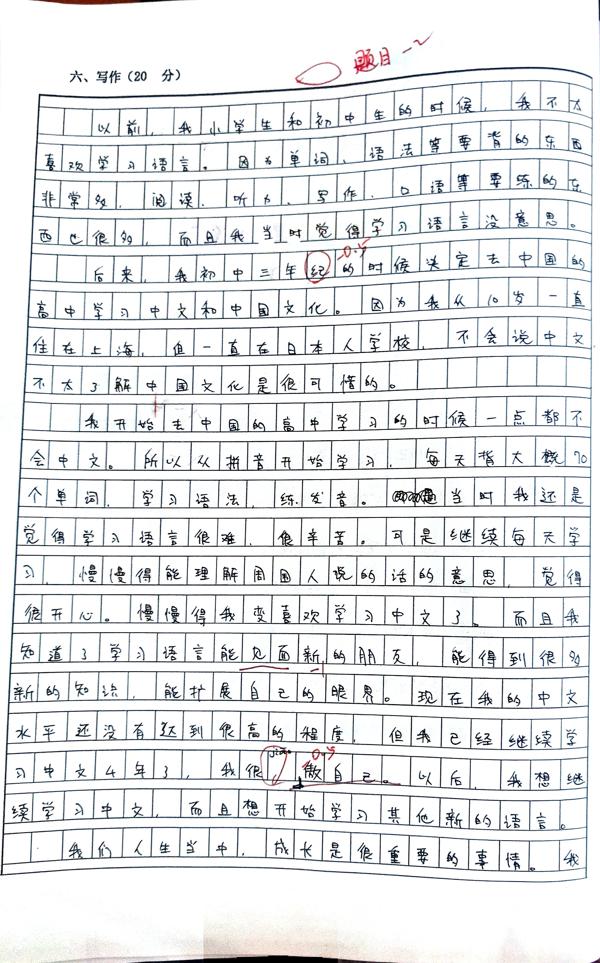 题目-2
六、写作(20 分)
以前,我小学生和初中生的时候,我不太
喜欢学习语言。因为单词、语法等要背的东西
非常多,阅读、听力、写作、口语等要练的东
西也很多,而且我当时觉得学习语言没意思。
-0.5
后来,我初中三年纪的时候决定去中国的
高中学习中文和中国文化。因为我从10岁一直
住在上海,但一直在日本人学校,不会说中文
不太了解中国文化是很可惜的。
我开始去中国的高中学习的时候一点都不
会中文。所以从拼音开始学习,每天背大概70
个单词,学习语法,练发音。当时我还是
觉得学习语言很难,很辛苦。可是继续每天学
习,慢慢得能理解周围人说的话的意思,觉得
很开心。慢慢得我变喜欢学习中文了。而且我
知道了学习语言能见面新的朋友,能得到很多
-1
新的知识,能扩展自己的眼界。现在我的中文
水平还没有达到很高的程度,但我已经继续学
jiāo -0.5
习中文4年了,我很 傲自己。以后,我想继
续学习中文,而且想开始学习其他新的语言。
我们人生当中,成长是很重要的事情。我